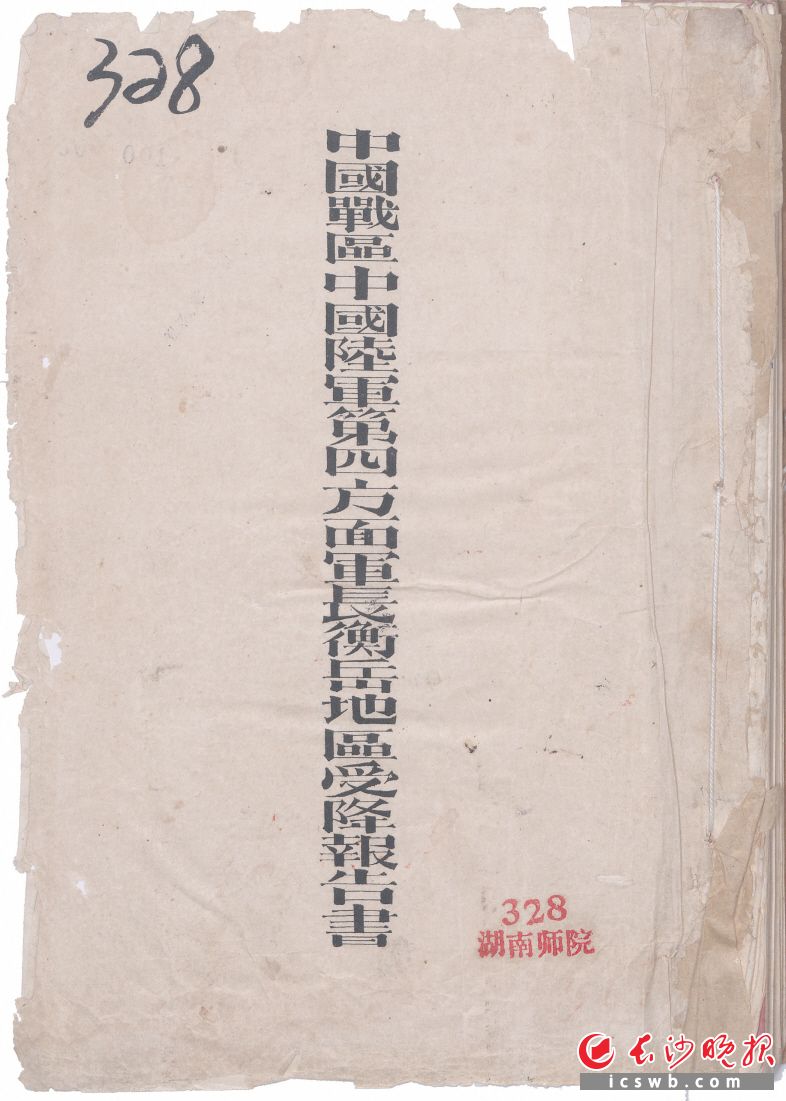 328
中國戰區中國陸軍第四方面軍長衡岳地區受降報告書
328
湖南师院
长沙晚报
icswb.com